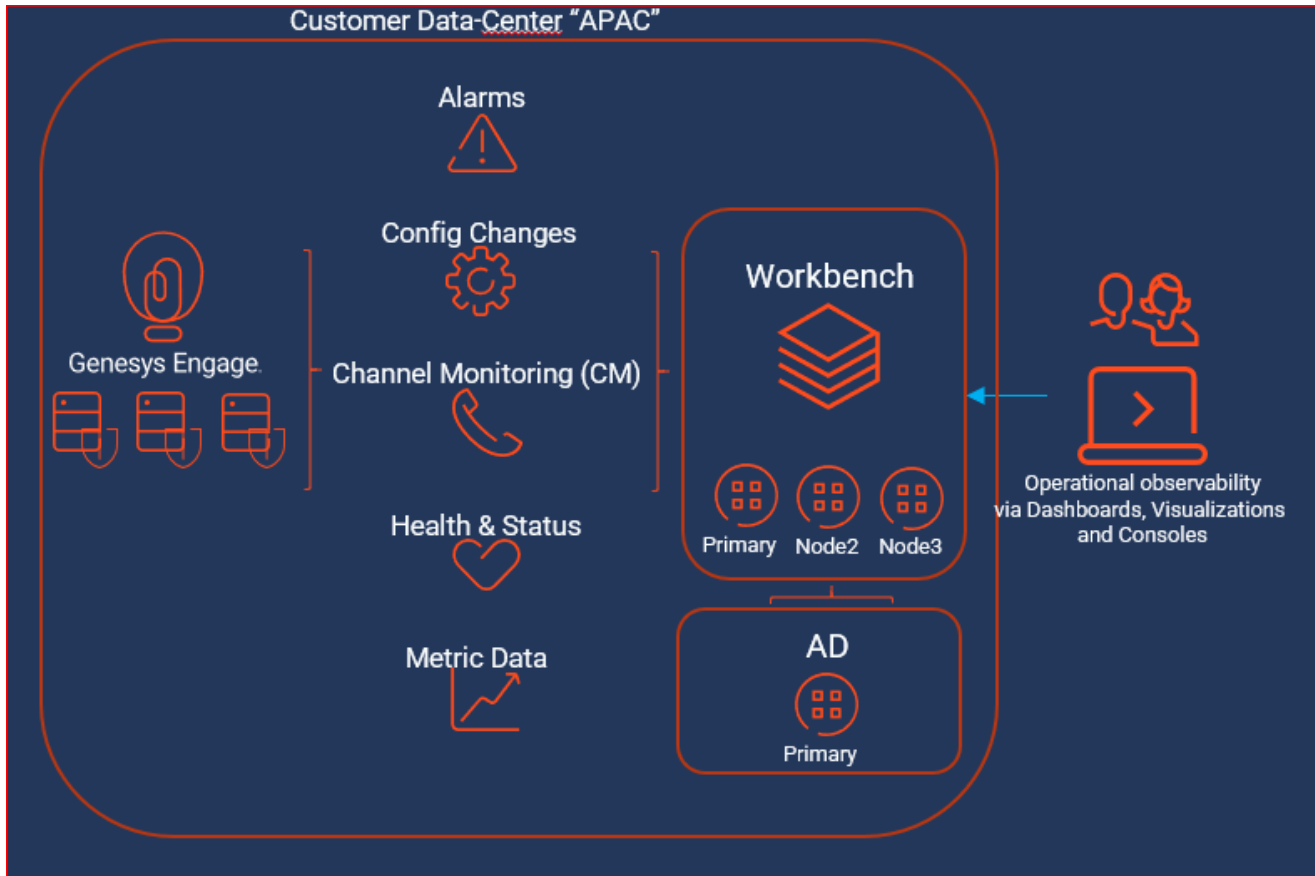 Customer Data-Center “APAC”
Alarms
Config Changes
Genesys Engage.
Channel Monitoring (CM)
Health & Status
Metric Data
Workbench
Primary Node2 Node3
AD
Primary
Operational observability
via Dashboards, Visualizations
and Consoles